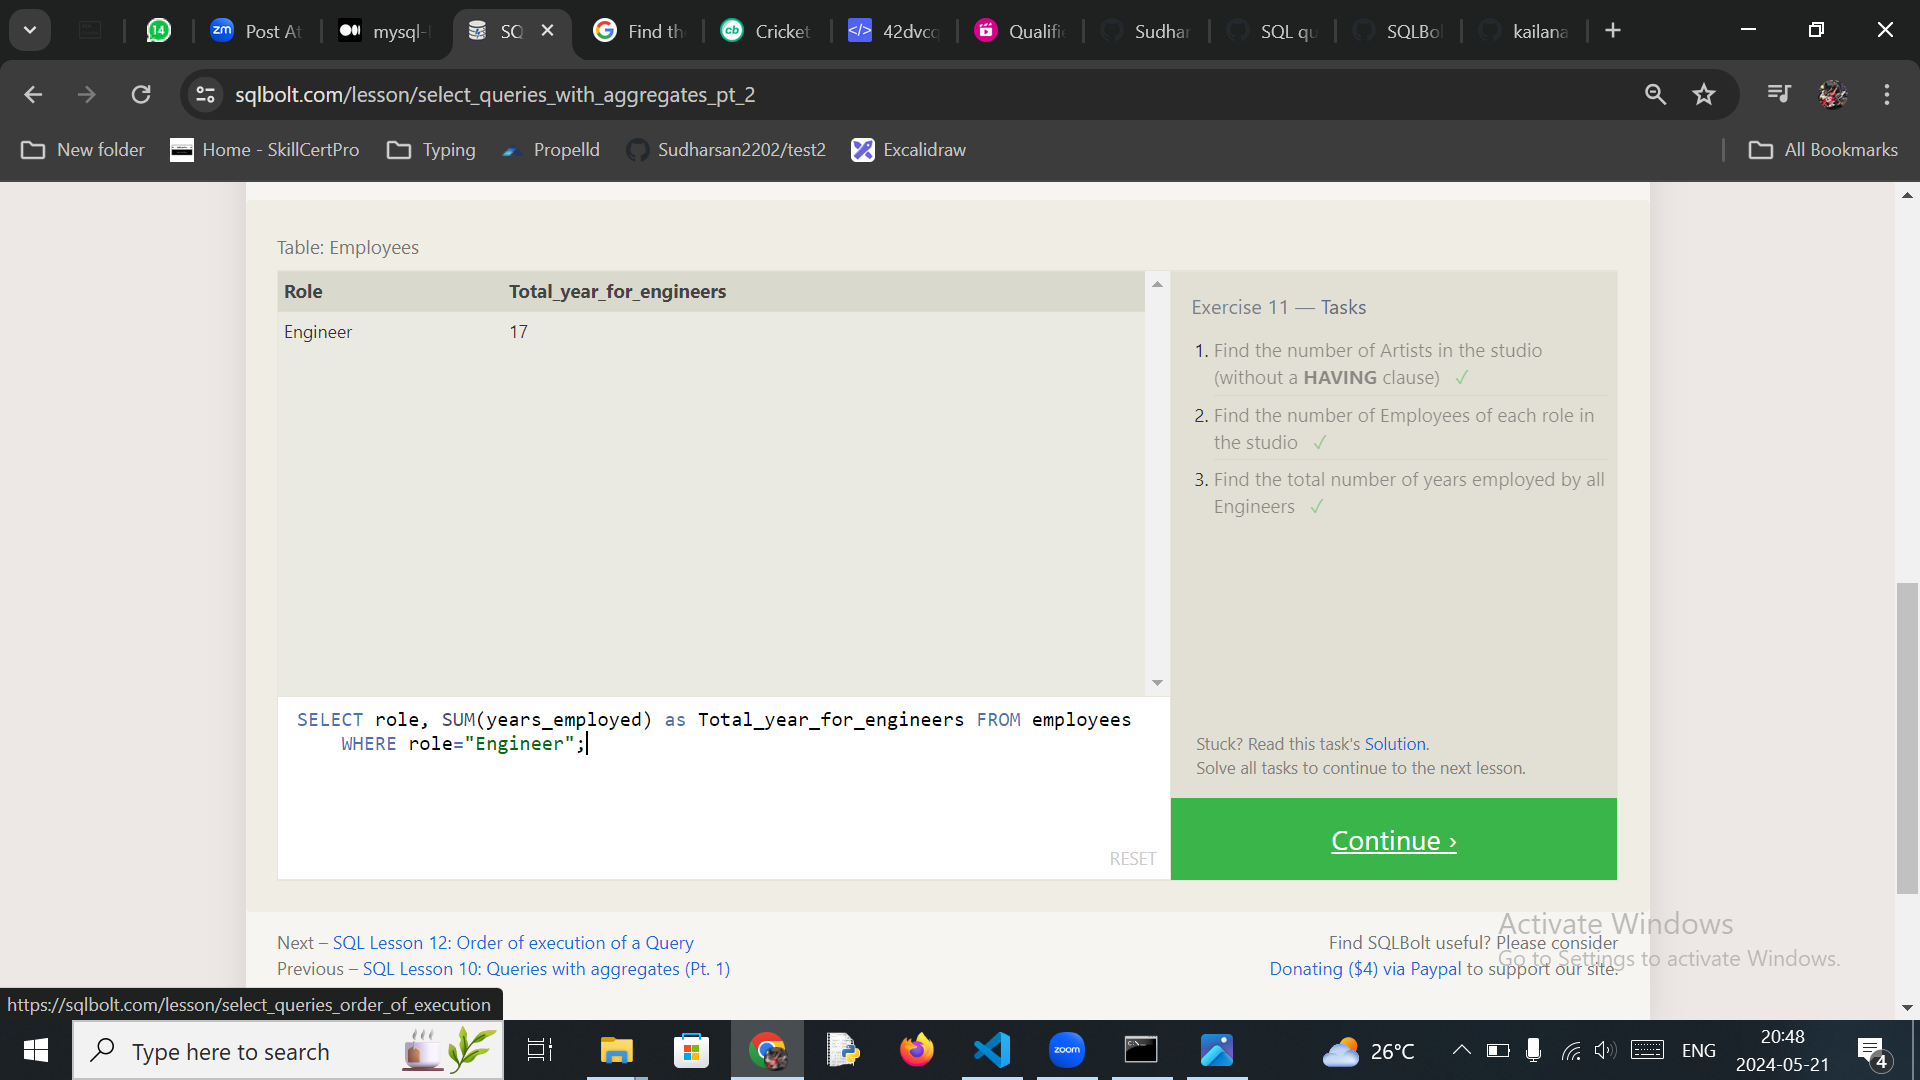 14
zm Post At
mysql-
SQ
Find th
cb Cricket
</> 42dvcq
Qualifie
Sudhar
SQL qu
SQLBol
kailana
sqlbolt.com/lesson/select_queries_with_aggregates_pt_2
New folder
Home - SkillCertPro
Typing
Propelld
Sudharsan2202/test2
Excalidraw
All Bookmarks
Table: Employees
Role Total_year_for_engineers
Engineer 17
Exercise 11 — Tasks
1. Find the number of Artists in the studio
(without a HAVING clause) ✓
2. Find the number of Employees of each role in
the studio ✓
3. Find the total number of years employed by all
Engineers ✓
SELECT role, SUM(years_employed) as Total_year_for_engineers FROM employees
WHERE role="Engineer";
RESET
Stuck? Read this task's Solution.
Solve all tasks to continue to the next lesson.
Continue ›
Next – SQL Lesson 12: Order of execution of a Query
Previous – SQL Lesson 10: Queries with aggregates (Pt. 1)
Find SQLBolt useful? Please consider
Donating ($4) via Paypal to support our site.
Activate Windows
Go to Settings to activate Windows.
https://sqlbolt.com/lesson/select_queries_order_of_execution
Type here to search
zoom
26°C
ENG
20:48
2024-05-21
4